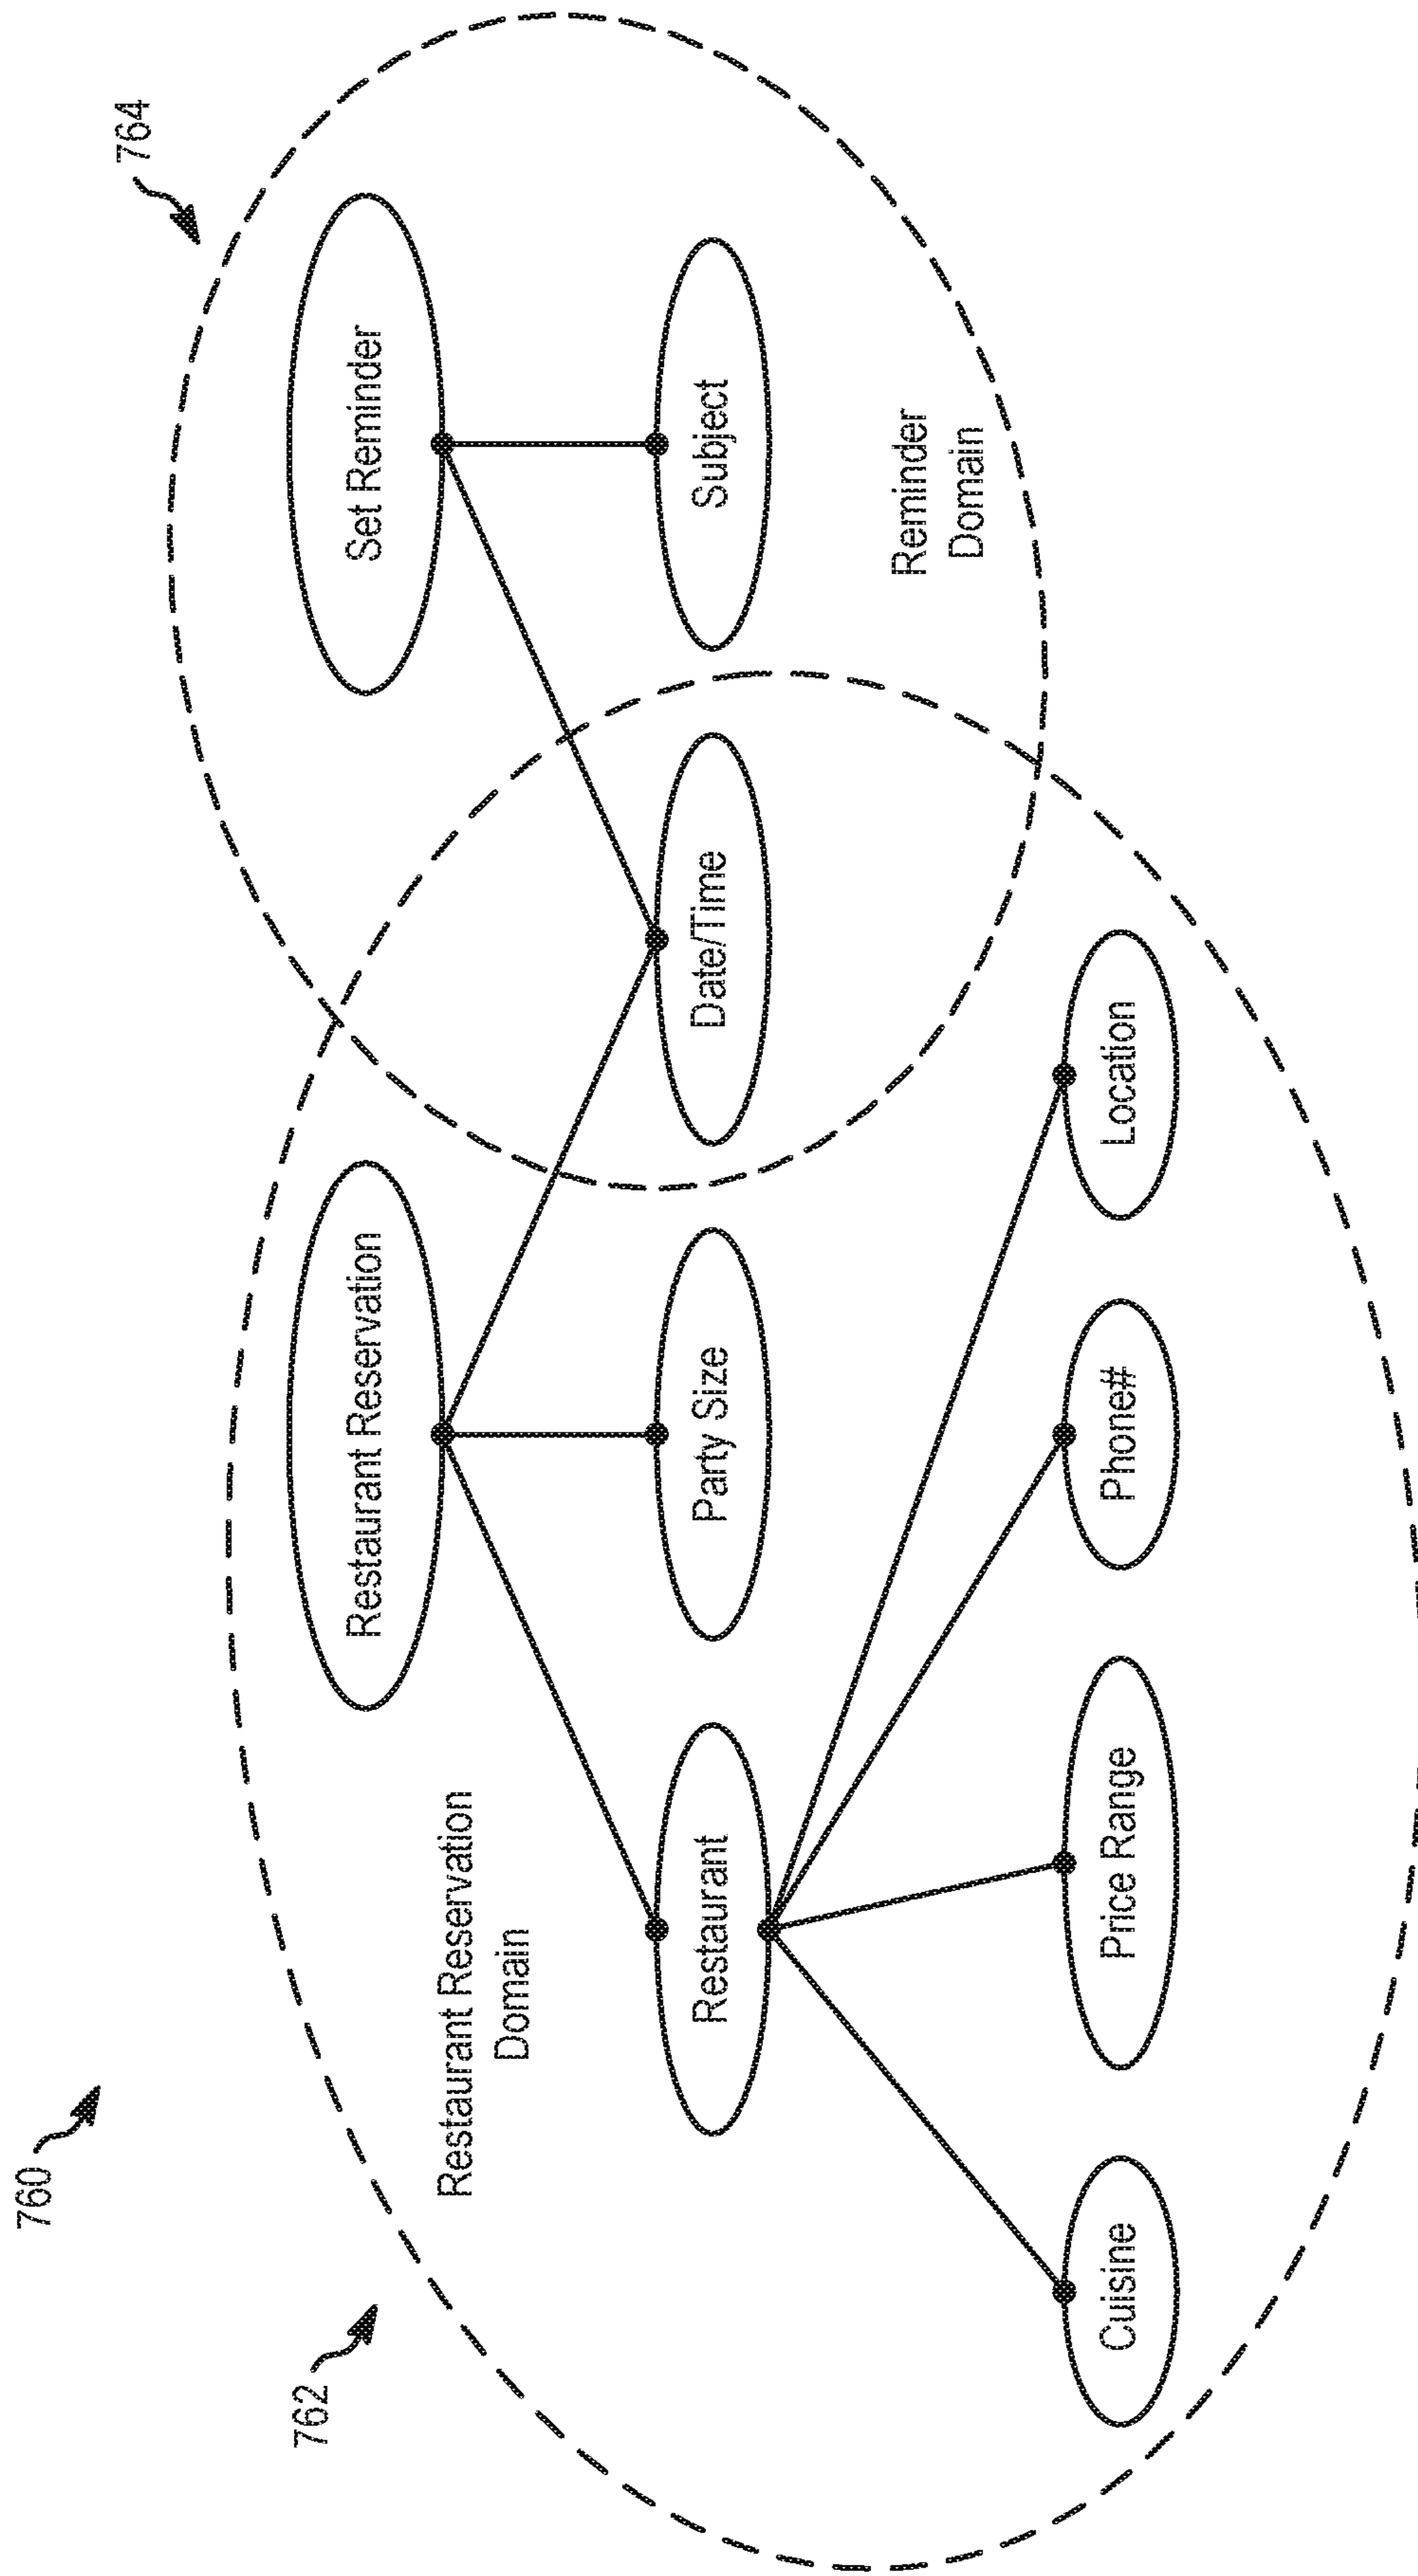 760
762
764
Restaurant Reservation
Set Reminder
Restaurant Reservation
Domain
Restaurant
Party Size
Date/Time
Subject
Reminder
Domain
Cuisine
Price Range
Phone#
Location